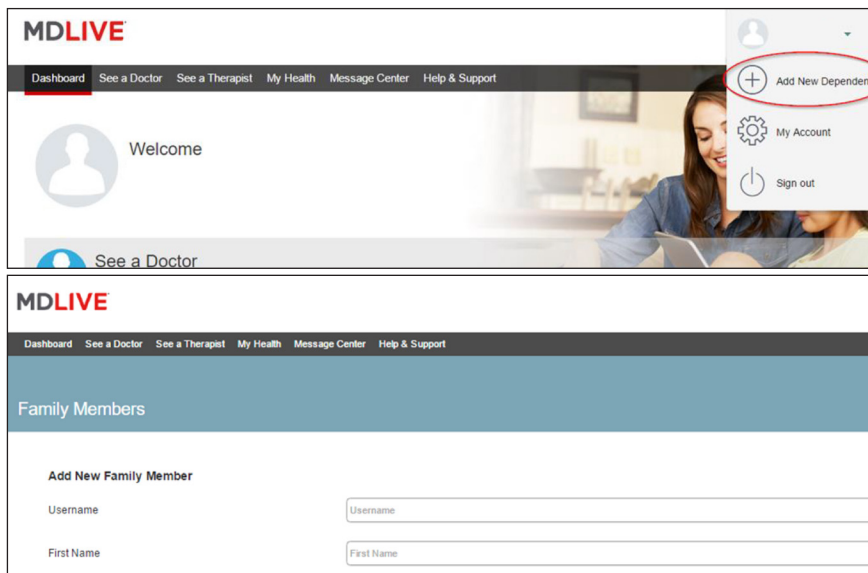 MDLIVE
Dashboard See a Doctor See a Therapist My Health Message Center Help & Support
Add New Dependen
My Account
Sign out
Welcome
See a Doctor
MDLIVE
Dashboard See a Doctor See a Therapist My Health Message Center Help & Support
Family Members
Add New Family Member
Username Username
First Name First Name